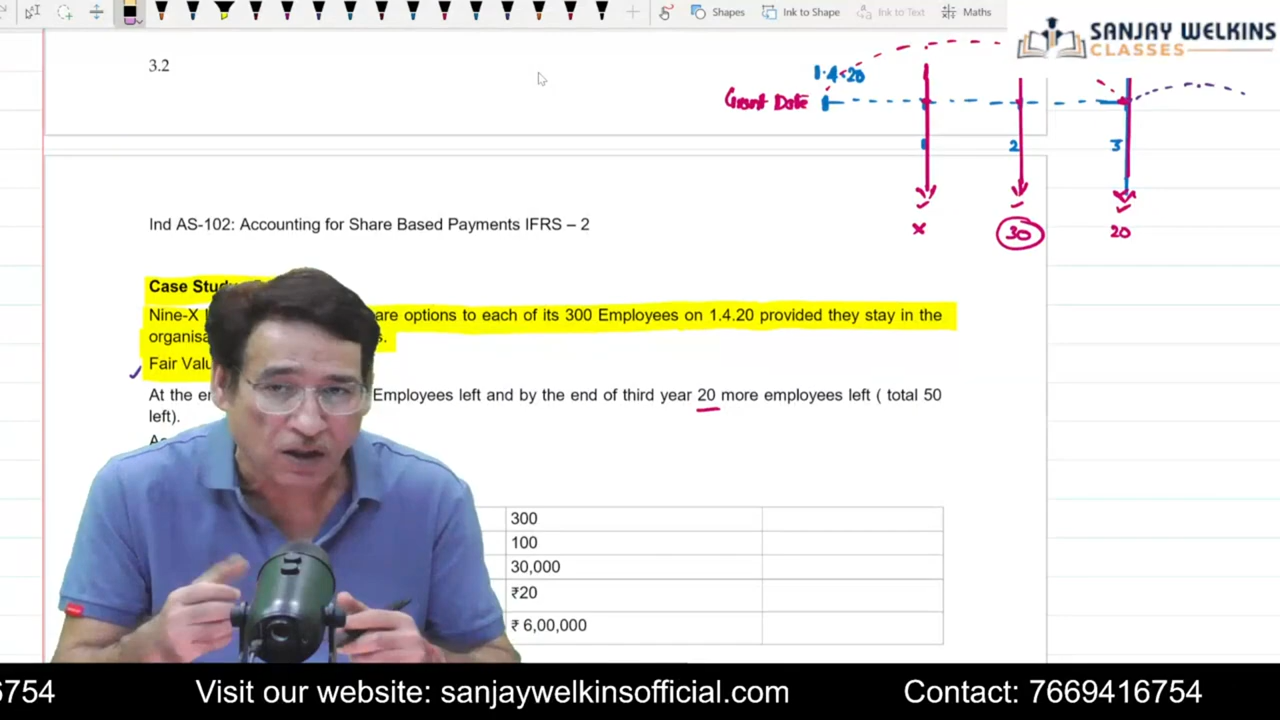 Shapes
Ink to Shape
Ink to Text
Maths
SANJAY WELKINS
CLASSES
3.2
1.4.20
Grant Date
1 2 3
x 30 20
Ind AS-102: Accounting for Share Based Payments IFRS – 2
Case
Nine-X are options to each of its 300 Employees on 1.4.20 provided they stay in the
Fair
At the Employees left and by the end of third year 20 more employees left ( total 50
left).
300
100
30,000
₹20
₹ 6,00,000
6754 Visit our website: sanjaywelkinsofficial.com Contact: 7669416754